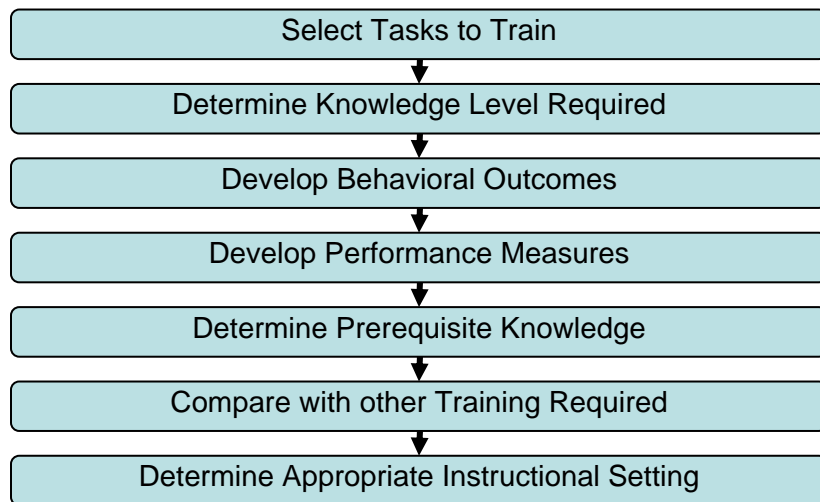 Select Tasks to Train
Determine Knowledge Level Required
Develop Behavioral Outcomes
Develop Performance Measures
Determine Prerequisite Knowledge
Compare with other Training Required
Determine Appropriate Instructional Setting